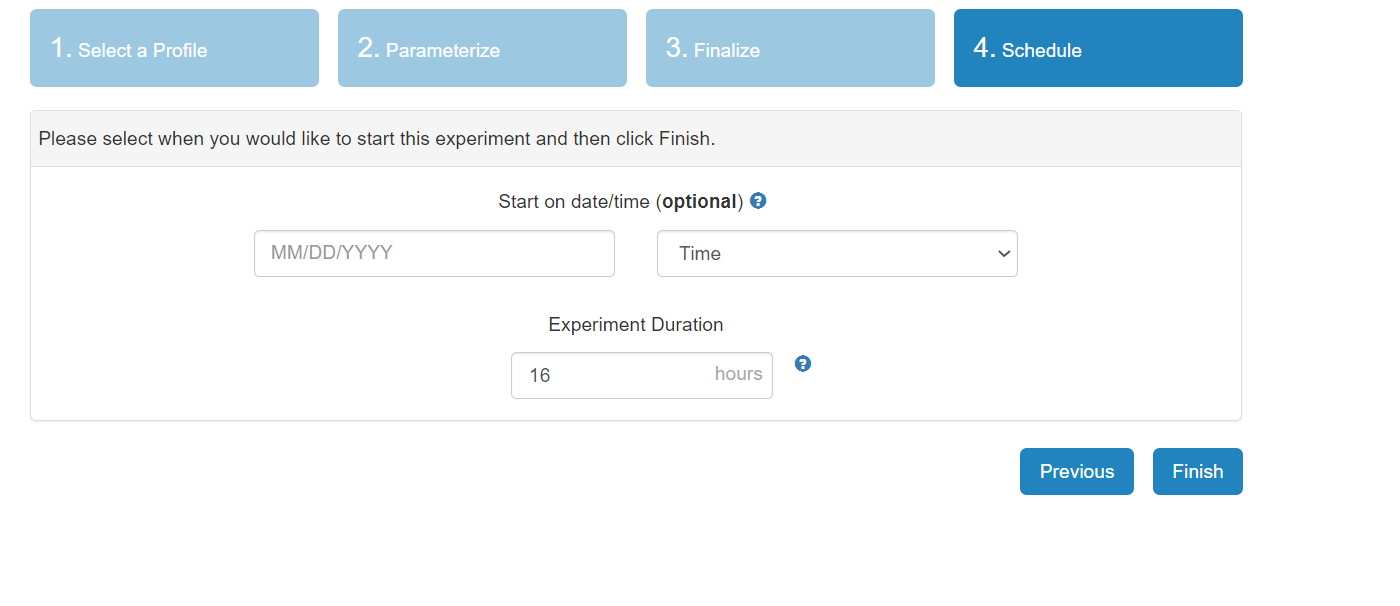 1. Select a Profile
2. Parameterize
3. Finalize
4. Schedule
Please select when you would like to start this experiment and then click Finish.
Start on date/time (optional) ?
MM/DD/YYYY
Time
Experiment Duration
16 hours ?
Previous
Finish